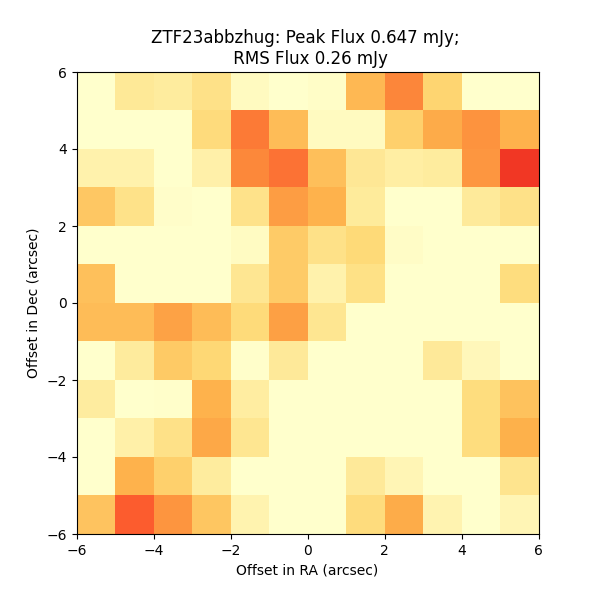 ZTF23abbzhug: Peak Flux 0.647 mJy;
RMS Flux 0.26 mJy
6
4
2
0
−2
−4
−6
Offset in Dec (arcsec)
−6 −4 −2 0 2 4 6
Offset in RA (arcsec)